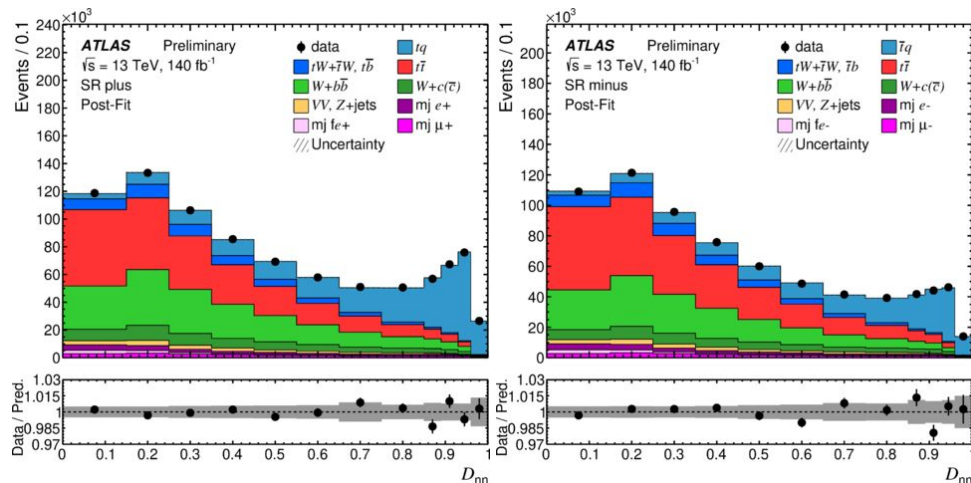 ×10³
Events / 0.1
240
220
200
180
160
140
120
100
80
60
40
20
0
ATLAS Preliminary
√s = 13 TeV, 140 fb⁻¹
SR plus
Post-Fit
data
tq
tW+t̄W, tb̄
tt̄
W+bb̄
W+c(c̄)
VV, Z+jets
mj e+
mj fe+
mj μ+
Uncertainty
Data / Pred.
1.03
1.015
1
0.985
0.97
0 0.1 0.2 0.3 0.4 0.5 0.6 0.7 0.8 0.9 1
Dnn
×10³
Events / 0.1
200
180
160
140
120
100
80
60
40
20
0
ATLAS Preliminary
√s = 13 TeV, 140 fb⁻¹
SR minus
Post-Fit
data
t̄q
tW+t̄W, t̄b
tt̄
W+bb̄
W+c(c̄)
VV, Z+jets
mj e-
mj fe-
mj μ-
Uncertainty
Data / Pred.
1.03
1.015
1
0.985
0.97
0 0.1 0.2 0.3 0.4 0.5 0.6 0.7 0.8 0.9 1
Dnn